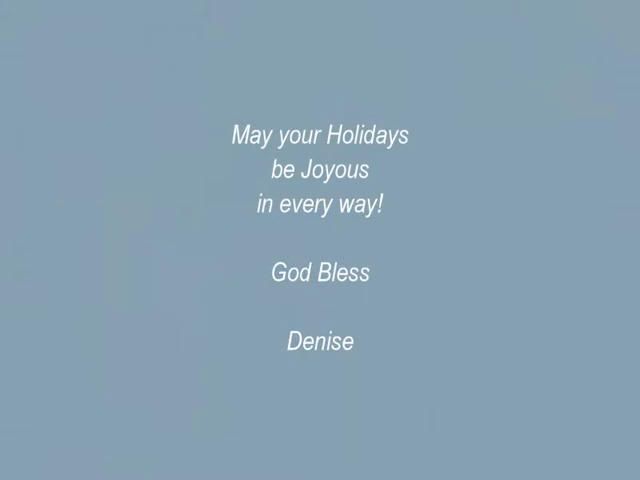 May your Holidays
be Joyous
in every way!
God Bless
Denise